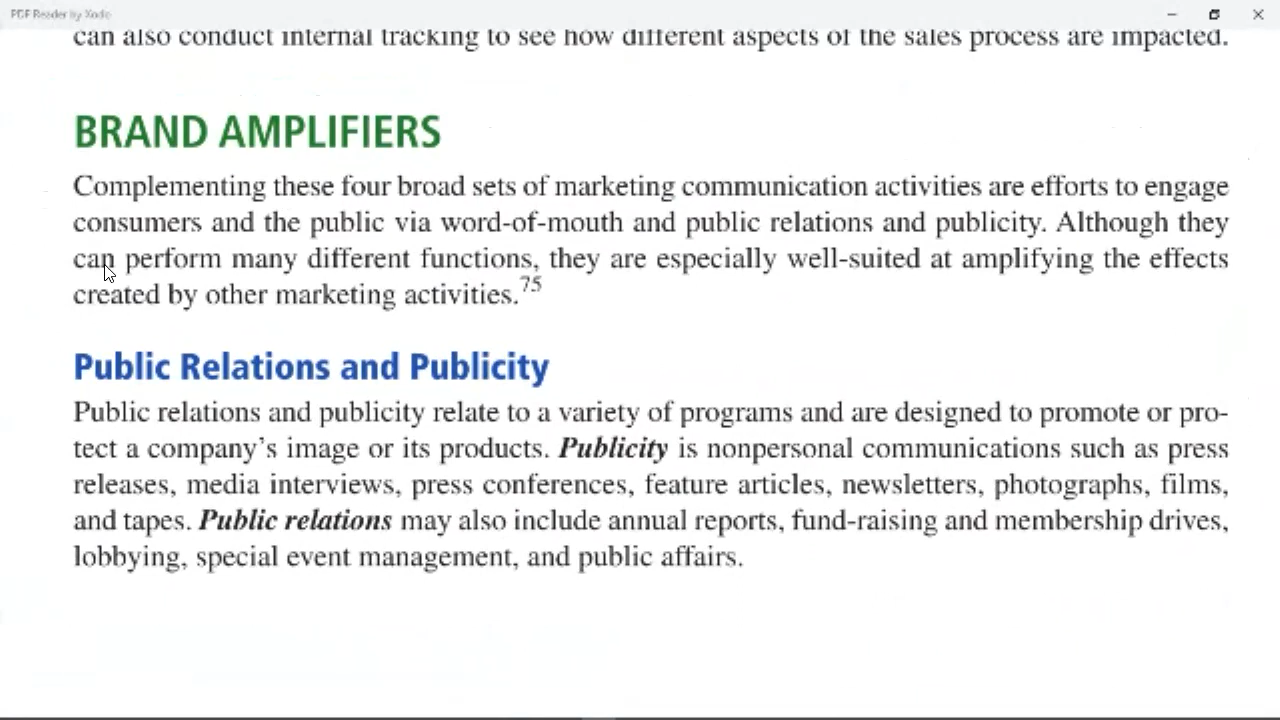 PDF Reader by Xodo
can also conduct internal tracking to see how different aspects of the sales process are impacted.
BRAND AMPLIFIERS
Complementing these four broad sets of marketing communication activities are efforts to engage
consumers and the public via word-of-mouth and public relations and publicity. Although they
can perform many different functions, they are especially well-suited at amplifying the effects
created by other marketing activities.75
Public Relations and Publicity
Public relations and publicity relate to a variety of programs and are designed to promote or pro-
tect a company’s image or its products. Publicity is nonpersonal communications such as press
releases, media interviews, press conferences, feature articles, newsletters, photographs, films,
and tapes. Public relations may also include annual reports, fund-raising and membership drives,
lobbying, special event management, and public affairs.